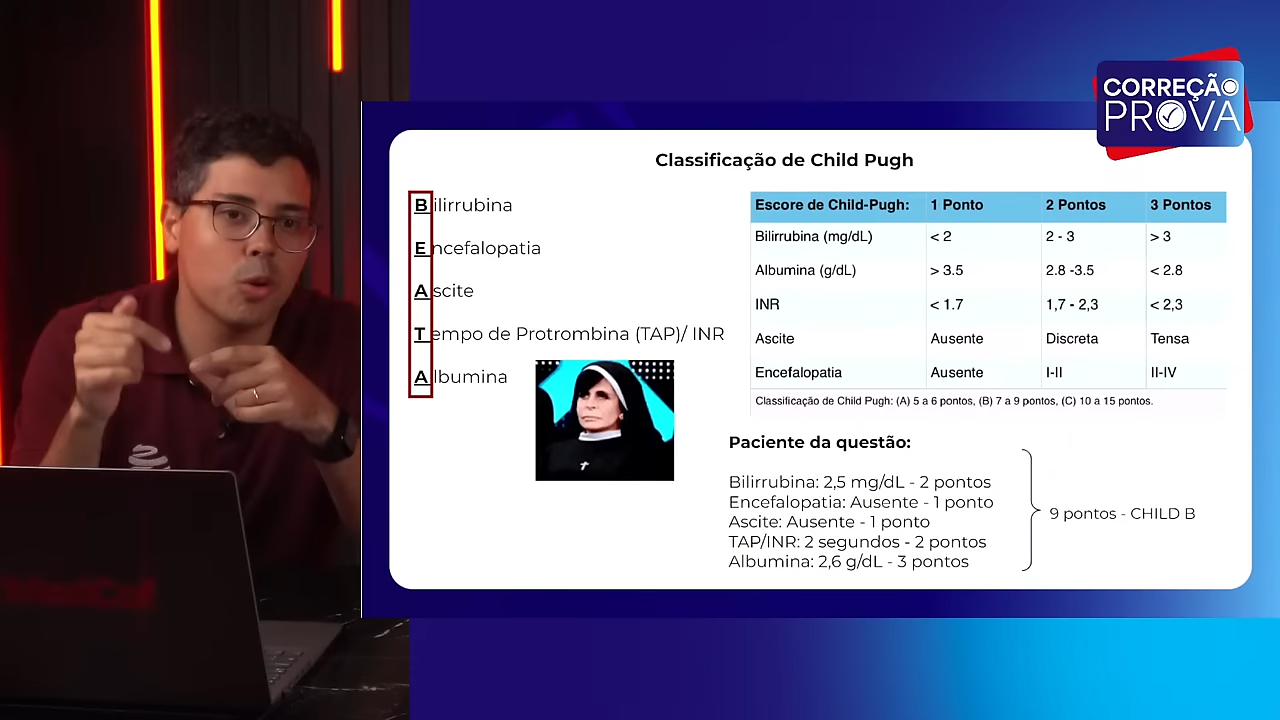 CORREÇÃO
PROVA
Classificação de Child Pugh
Bilirrubina
Encefalopatia
Ascite
Tempo de Protrombina (TAP)/ INR
Albumina
Escore de Child-Pugh: 1 Ponto 2 Pontos 3 Pontos
Bilirrubina (mg/dL) < 2 2 - 3 > 3
Albumina (g/dL) > 3.5 2.8 -3.5 < 2.8
INR < 1.7 1,7 - 2,3 < 2,3
Ascite Ausente Discreta Tensa
Encefalopatia Ausente I-II II-IV
Classificação de Child Pugh: (A) 5 a 6 pontos, (B) 7 a 9 pontos, (C) 10 a 15 pontos.
Paciente da questão:
Bilirrubina: 2,5 mg/dL - 2 pontos
Encefalopatia: Ausente - 1 ponto
Ascite: Ausente - 1 ponto
TAP/INR: 2 segundos - 2 pontos
Albumina: 2,6 g/dL - 3 pontos
9 pontos - CHILD B